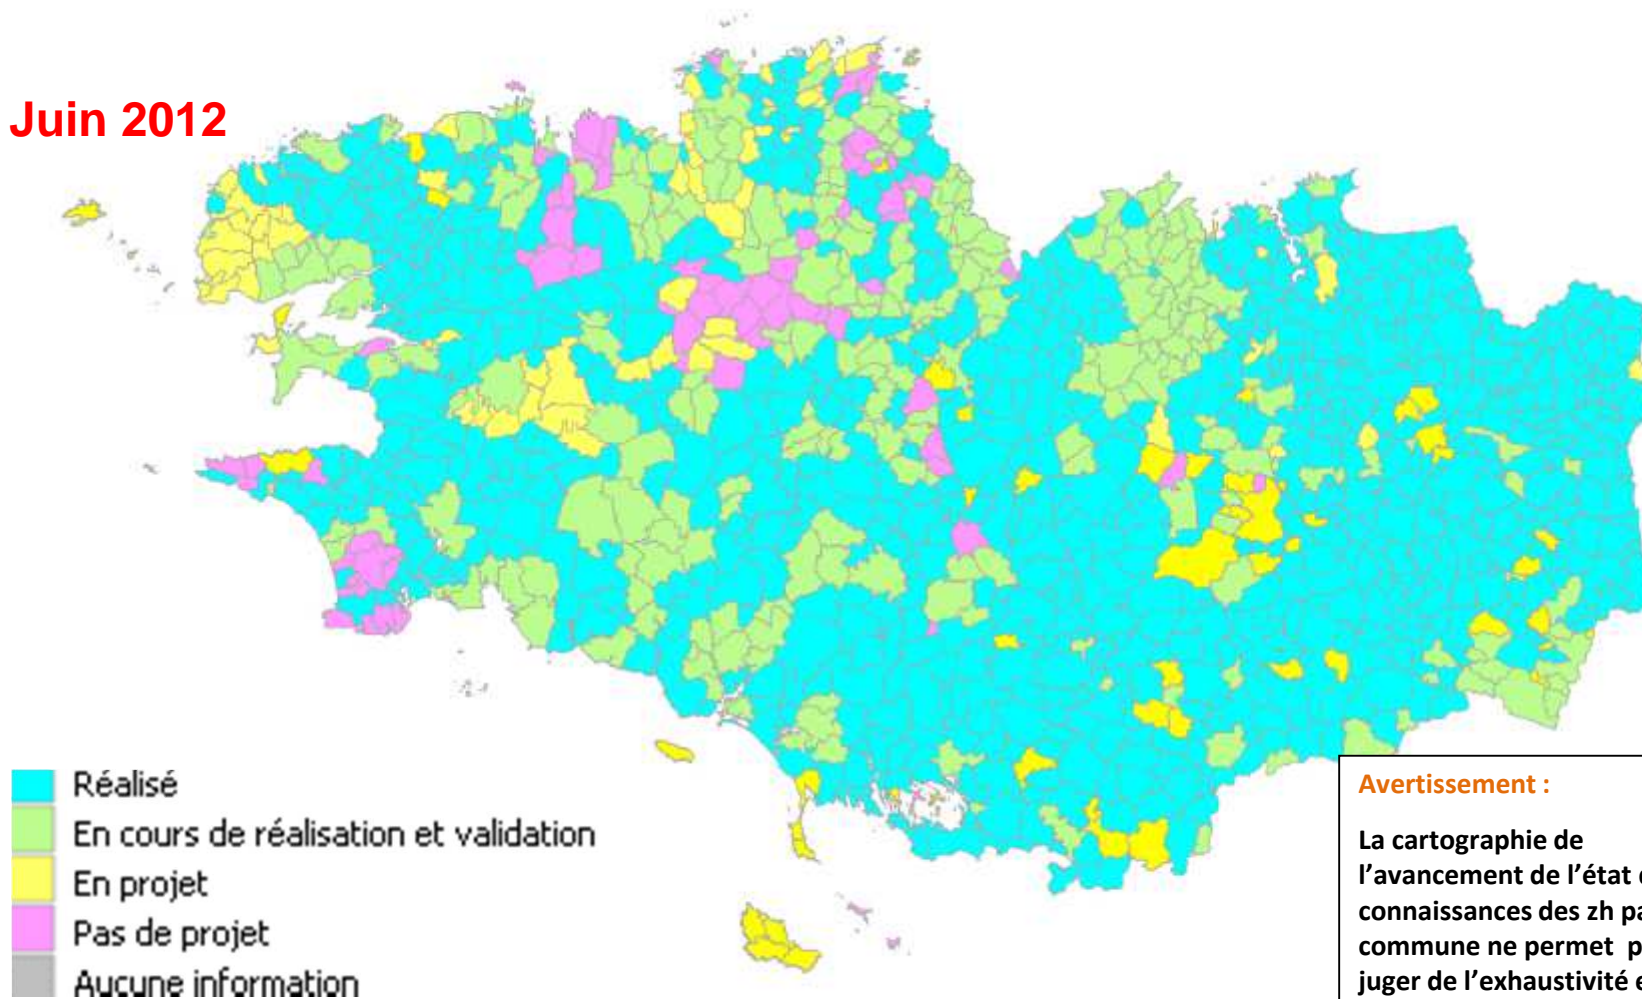 Juin 2012
Réalisé
En cours de réalisation et validation
En projet
Pas de projet
Aucune information
Avertissement :
La cartographie de
l'avancement de l'état
connaissances des zh
commune ne permet
juger de l'exhaustivité